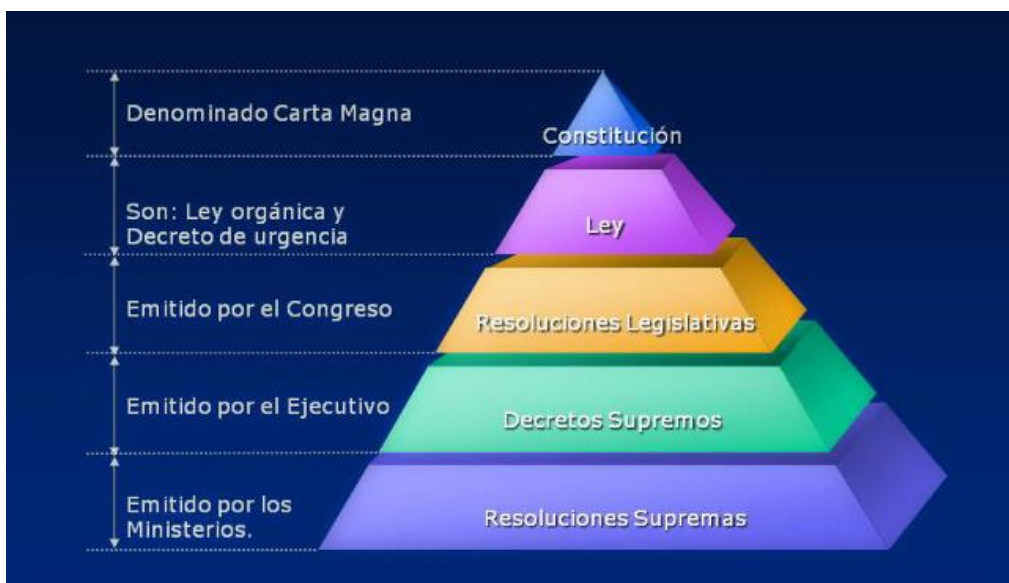 Denominado Carta Magna
Constitución
Son: Ley orgánica y
Decreto de urgencia
Ley
Emitido por el Congreso
Resoluciones Legislativas
Emitido por el Ejecutivo
Decretos Supremos
Emitido por los
Ministerios.
Resoluciones Supremas